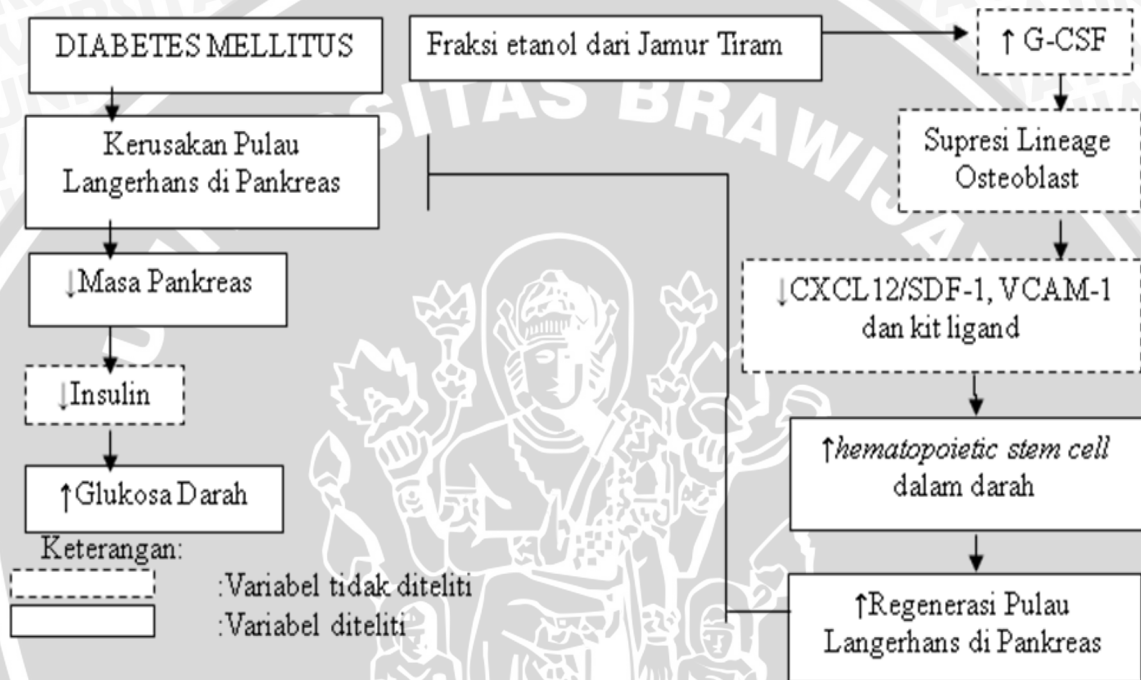 DIABETES MELLITUS
Kerusakan Pulau
Langerhans di Pankreas
↓Masa Pankreas
↓Insulin
↑Glukosa Darah
Keterangan:
:Variabel tidak diteliti
:Variabel diteliti
Fraksi etanol dari Jamur Tiram
↑ G-CSF
Supresi Lineage
Osteoblast
↓CXCL12/SDF-1, VCAM-1
dan kit ligand
↑hematopoietic stem cell
dalam darah
↑Regenerasi Pulau
Langerhans di Pankreas
SITAS BRAWIJA